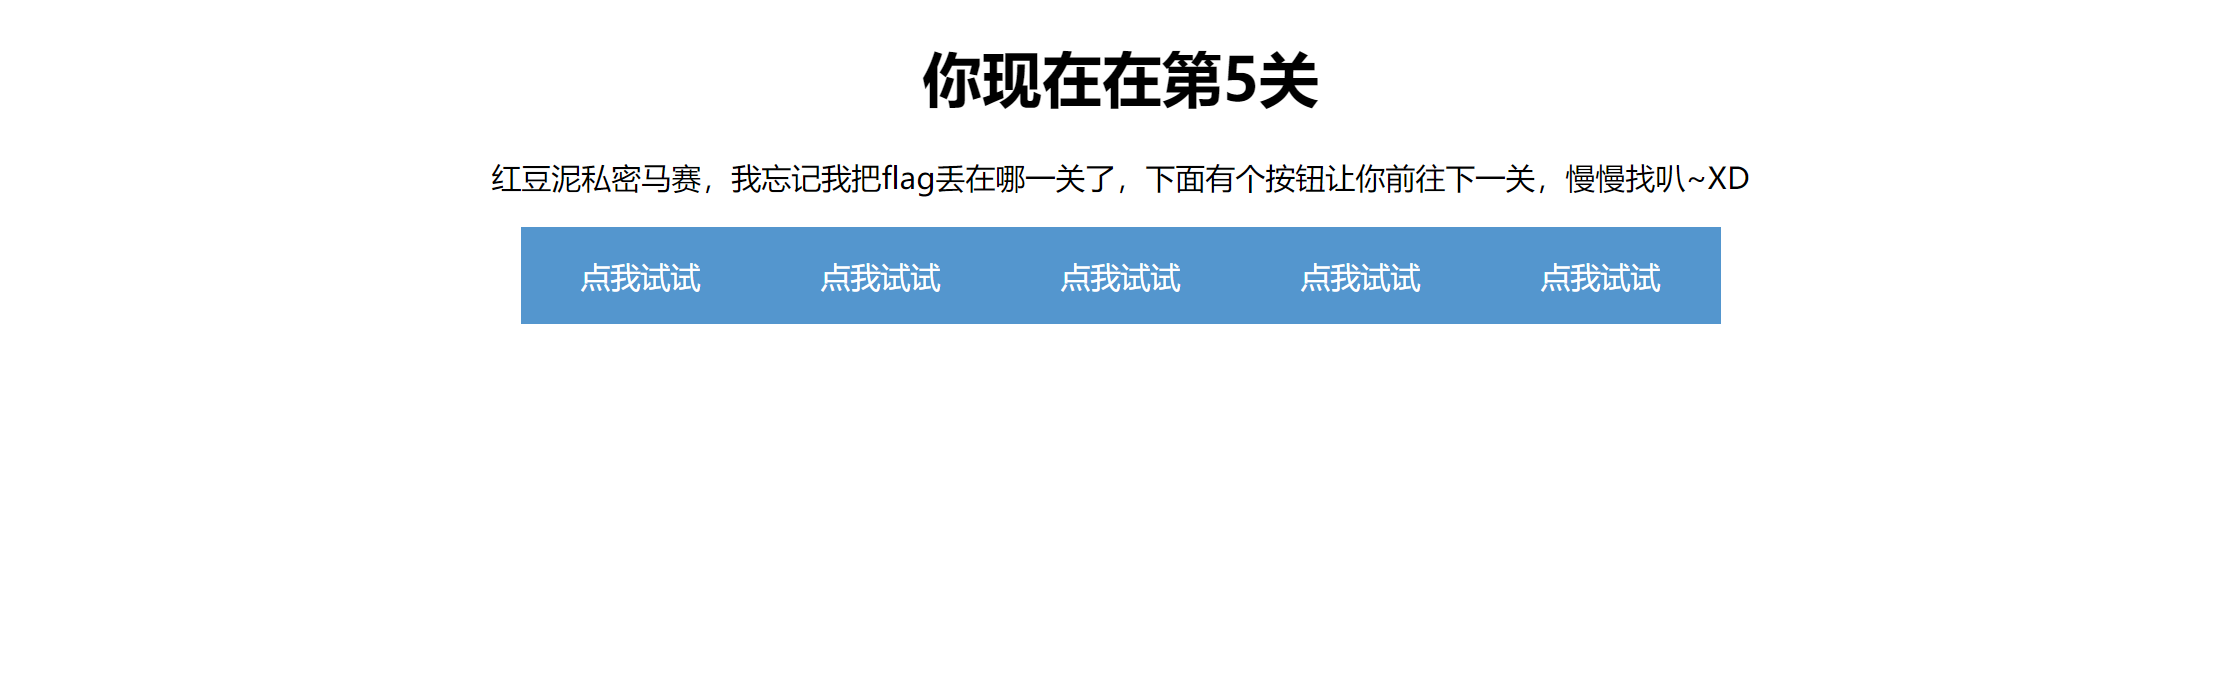 你现在在第5关
红豆泥私密马赛，我忘记我把flag丢在哪一关了，下面有个按钮让你前往下一关，慢慢找叭~XD
点我试试 点我试试 点我试试 点我试试 点我试试